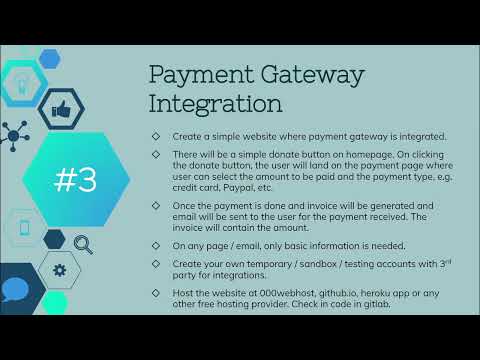 Payment Gateway
Integration
#3
Create a simple website where payment gateway is integrated.
There will be a simple donate button on homepage. On clicking
the donate button, the user will land on the payment page where
user can select the amount to be paid and the payment type, e.g.
credit card, Paypal, etc.
Once the payment is done and invoice will be generated and
email will be sent to the user for the payment received. The
invoice will contain the amount.
On any page / email, only basic information is needed.
Create your own temporary / sandbox / testing accounts with 3rd
party for integrations.
Host the website at 000webhost, github.io, heroku app or any
other free hosting provider. Check in code in gitlab.